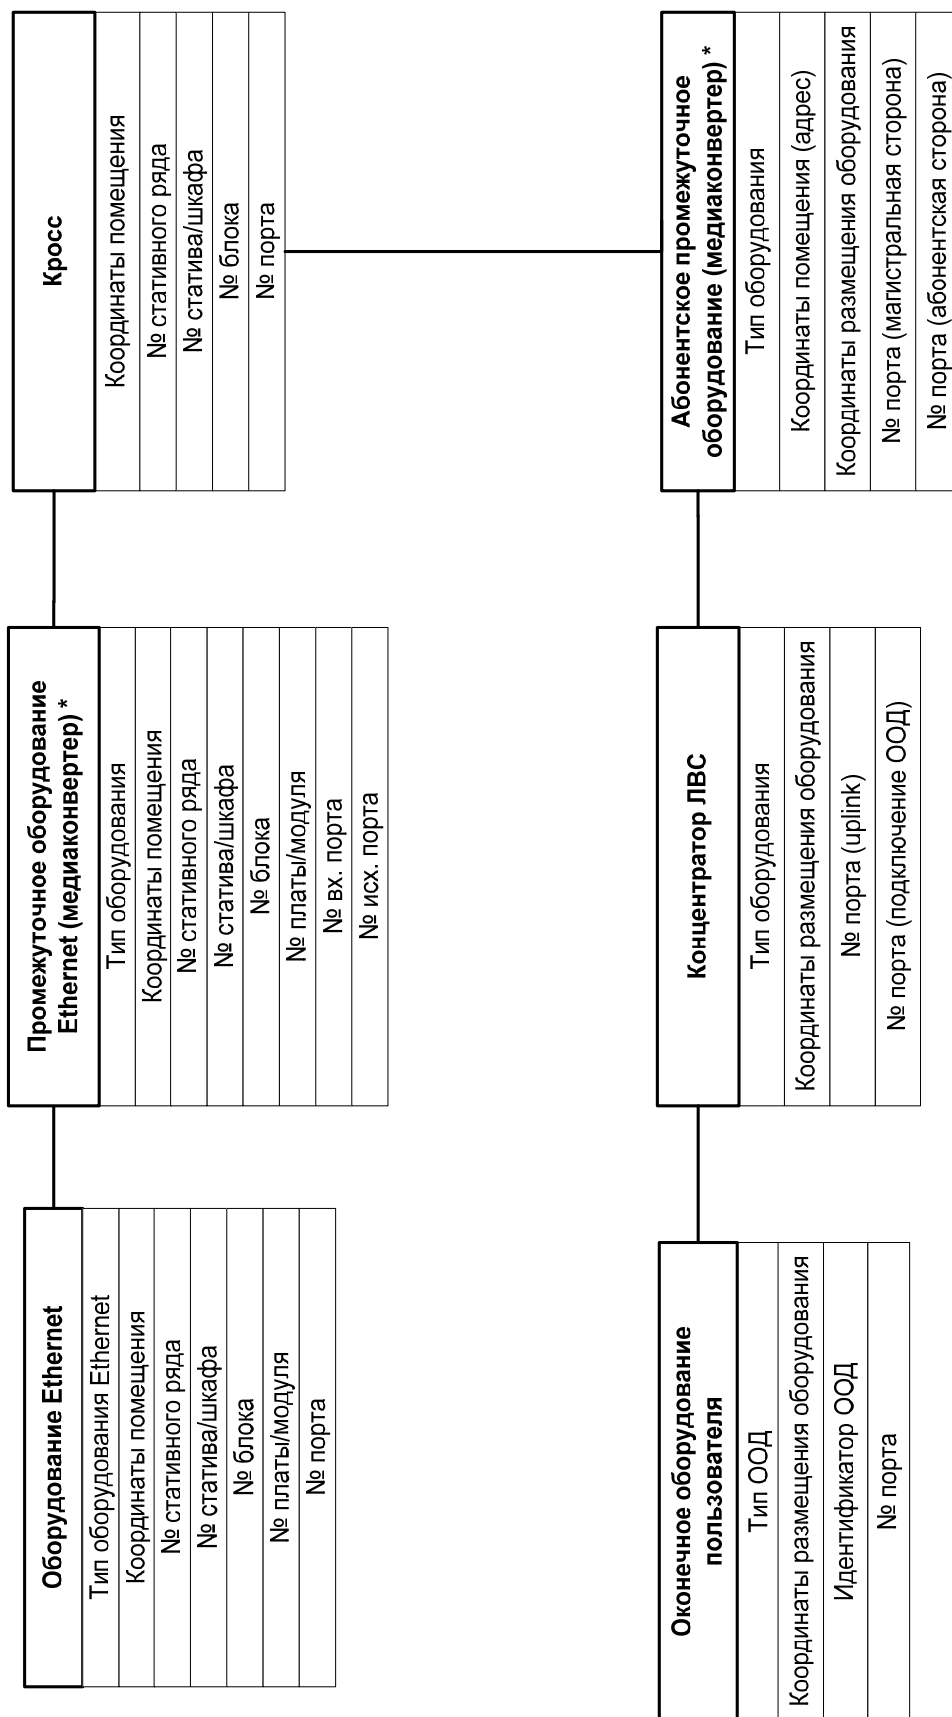 Оборудование Ethernet
Тип оборудования Ethernet
Координаты помещения
№ стативного ряда
№ статива/шкафа
№ блока
№ платы/модуля
№ порта
Промежуточное оборудование
Ethernet (медиаконвертер) *
Тип оборудования
Координаты помещения
№ стативного ряда
№ статива/шкафа
№ блока
№ платы/модуля
№ вх. порта
№ исх. порта
Кросс
Координаты помещения
№ стативного ряда
№ статива/шкафа
№ блока
№ порта
Оконечное оборудование
пользователя
Тип ООД
Координаты размещения оборудования
Идентификатор ООД
№ порта
Концентратор ЛВС
Тип оборудования
Координаты размещения оборудования
№ порта (uplink)
№ порта (подключение ООД)
Абонентское промежуточное
оборудование (медиаконвертер) *
Тип оборудования
Координаты помещения (адрес)
Координаты размещения оборудования
№ порта (магистральная сторона)
№ порта (абонентская сторона)